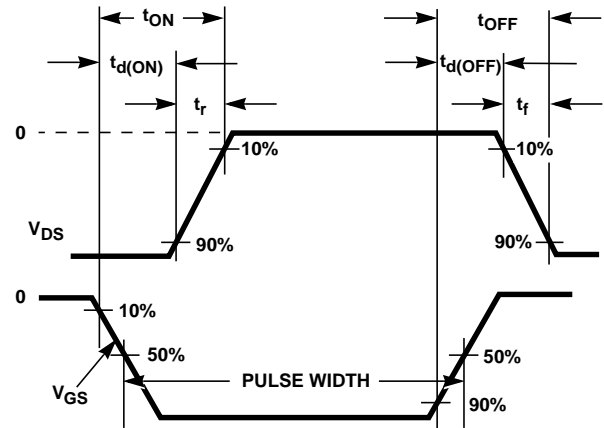 tON
tOFF
td(ON)
td(OFF)
tr
tf
0
10%
10%
VDS
90%
90%
0
10%
50%
50%
VGS
PULSE WIDTH
90%